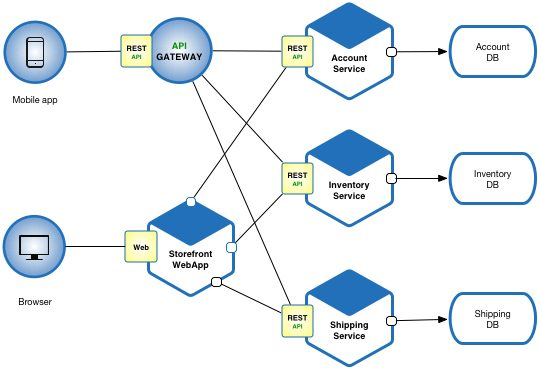 REST
API
API
GATEWAY
REST
API
Account
Service
Account
DB
Mobile app
REST
API
Inventory
Service
Inventory
DB
Web
Storefront
WebApp
Browser
REST
API
Shipping
Service
Shipping
DB